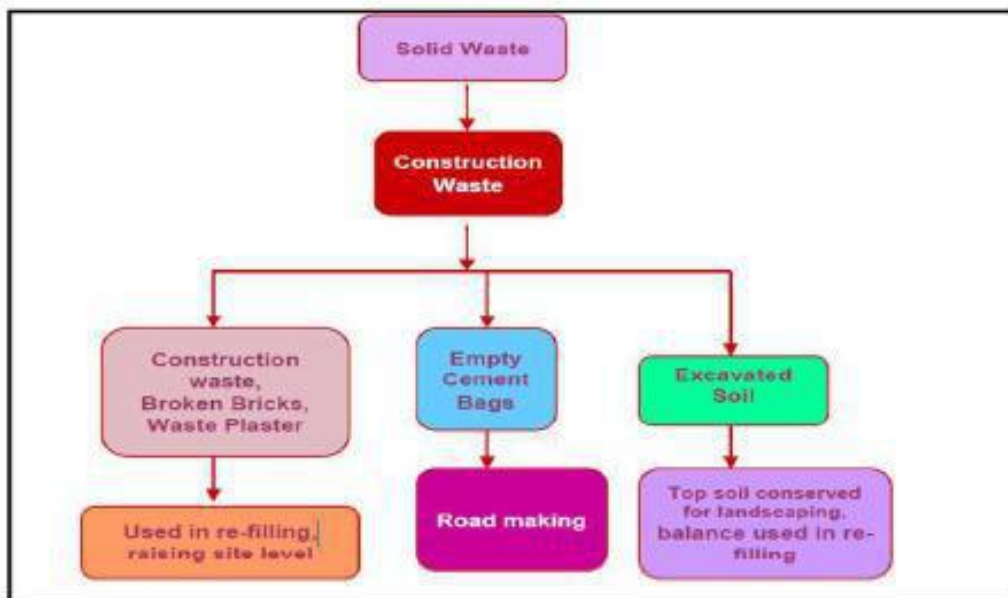 Solid Waste
Construction
Waste
Construction
waste,
Broken Bricks,
Waste Plaster
Empty
Cement
Bags
Excavated
Soil
Used in re-filling,
raising site level
Road making
Top soil conserved
for landscaping,
balance used in re-
filling